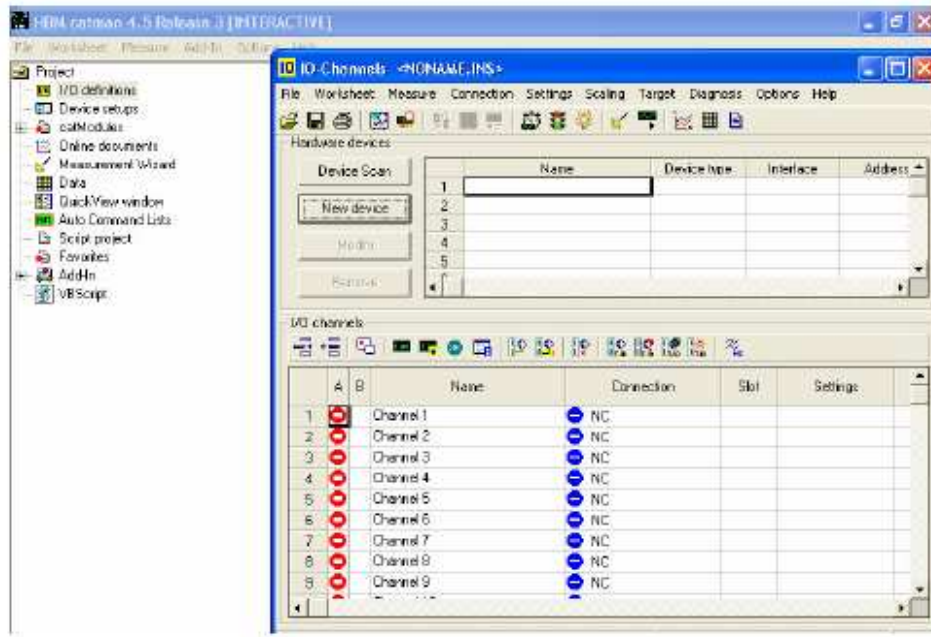 HBM catman 4.5 Release 3 [INTERACTIVE]
File Worksheet Measure Add-In Options Help
Project
I/O definitions
Device setups
catModules
Online documents
Measurement Wizard
Data
QuickView window
Auto Command Lists
Script project
Favorites
Add-In
VBScript
IO IO-Channels <NONAME.INS>
File Worksheet Measure Connection Settings Scaling Target Diagnosis Options Help
Hardware devices
Device Scan
New device
Modify
Remove
Name Device type Interface Address
1
2
3
4
5
I/O channels
A B Name Connection Slot Settings
1 Channel 1 NC
2 Channel 2 NC
3 Channel 3 NC
4 Channel 4 NC
5 Channel 5 NC
6 Channel 6 NC
7 Channel 7 NC
8 Channel 8 NC
9 Channel 9 NC